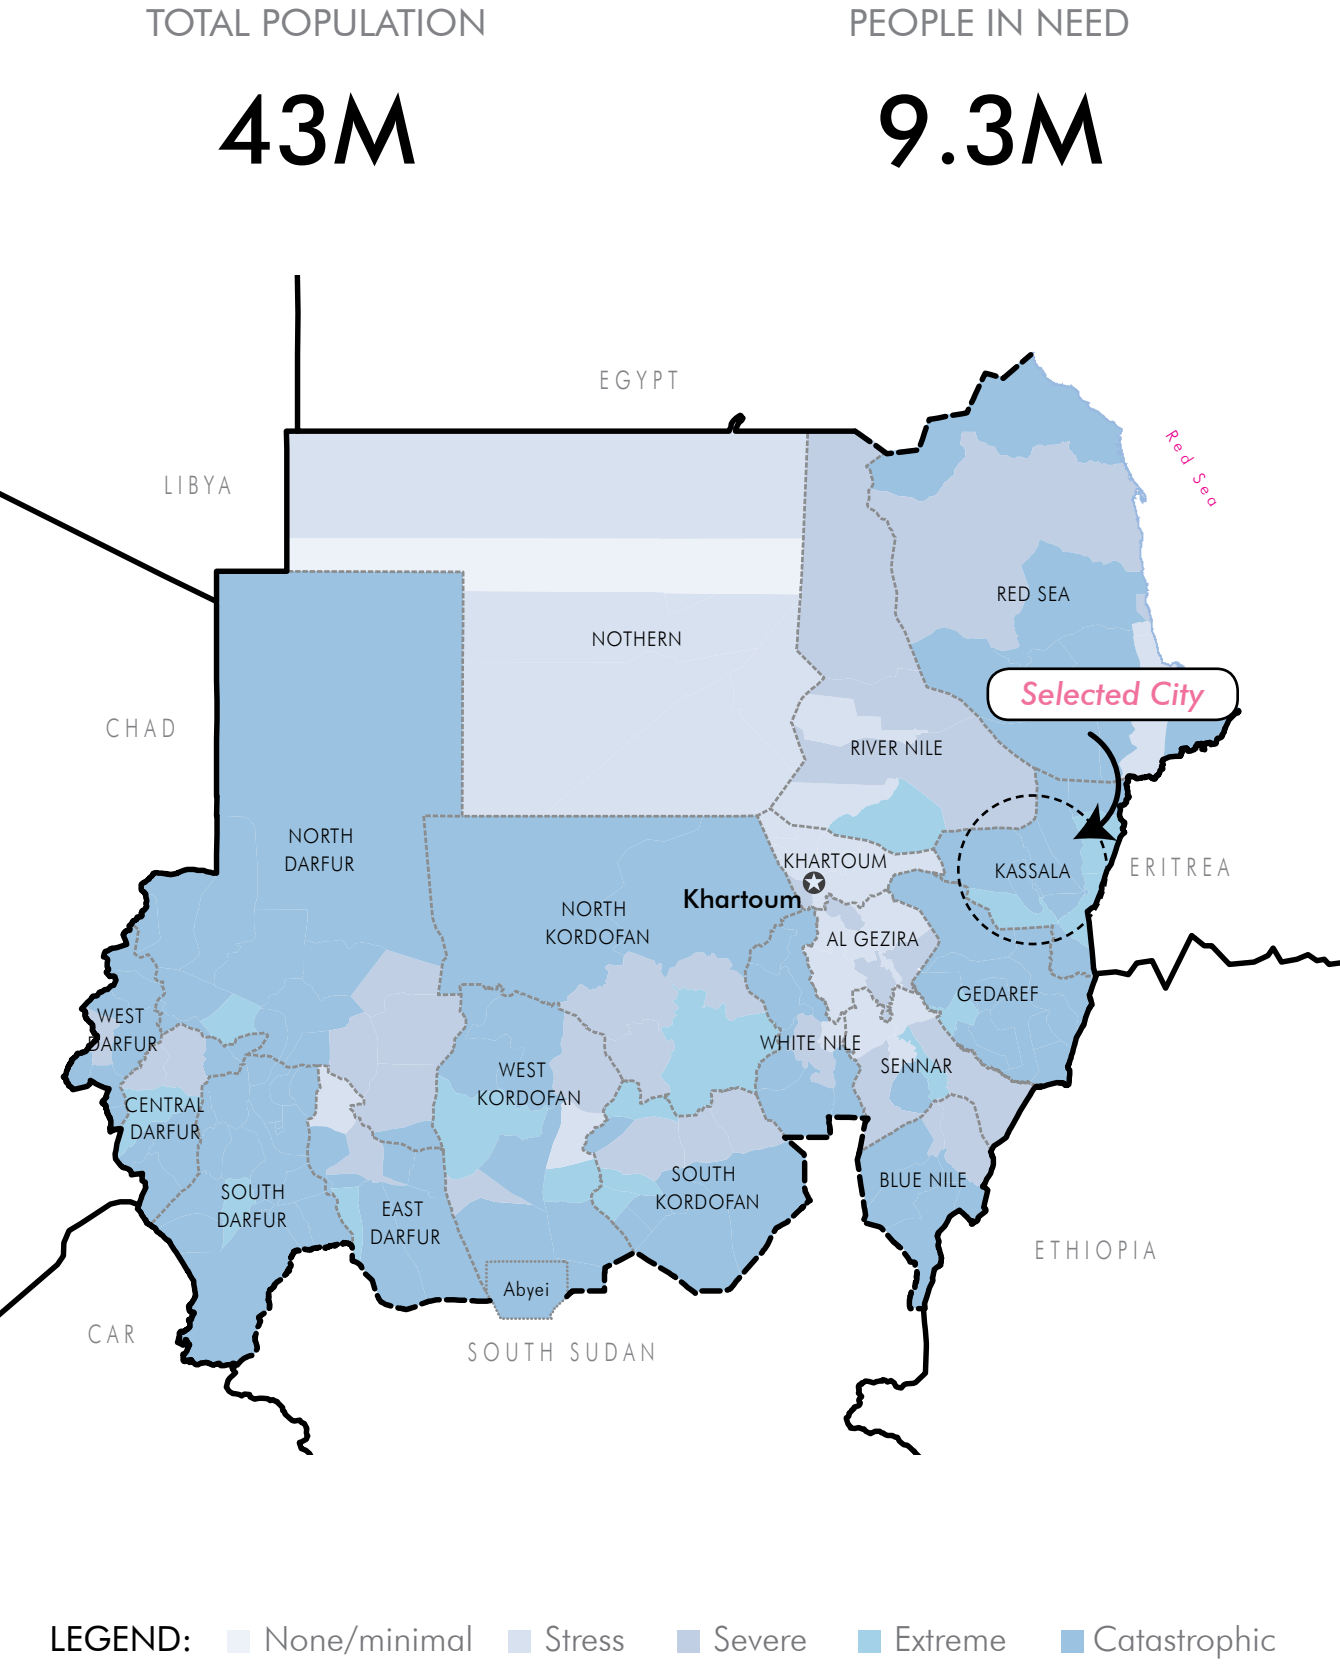 TOTAL POPULATION
PEOPLE IN NEED
43M
9.3M
EGYPT
LIBYA
Red Sea
RED SEA
NOTHERN
Selected City
CHAD
RIVER NILE
NORTH
DARFUR
KHARTOUM
KASSALA
ERITREA
Khartoum
NORTH
KORDOFAN
AL GEZIRA
GEDAREF
WEST
DARFUR
WHITE NILE
SENNAR
WEST
KORDOFAN
CENTRAL
DARFUR
SOUTH
KORDOFAN
BLUE NILE
SOUTH
DARFUR
EAST
DARFUR
ETHIOPIA
Abyei
CAR
SOUTH SUDAN
LEGEND: None/minimal Stress Severe Extreme Catastrophic